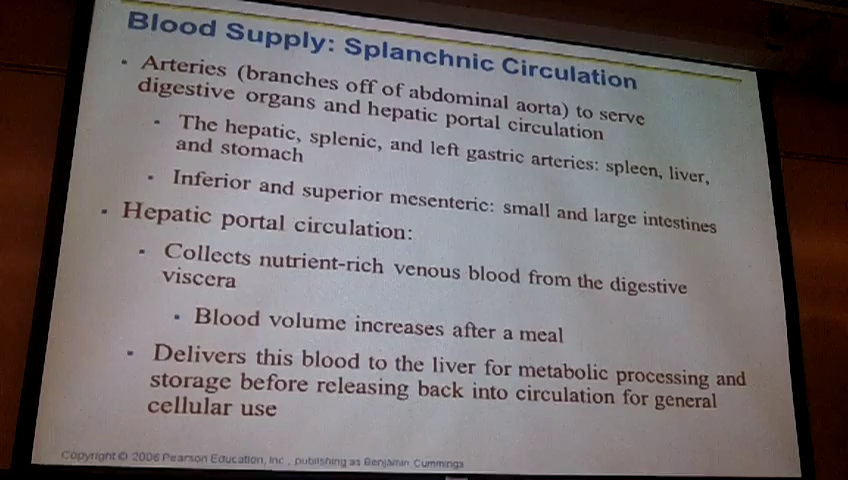 Blood Supply: Splanchnic Circulation
Arteries (branches off of abdominal aorta) to serve
digestive organs and hepatic portal circulation
The hepatic, splenic, and left gastric arteries: spleen, liver,
and stomach
Inferior and superior mesenteric: small and large intestines
Hepatic portal circulation:
Collects nutrient-rich venous blood from the digestive
viscera
Blood volume increases after a meal
Delivers this blood to the liver for metabolic processing and
storage before releasing back into circulation for general
cellular use
Copyright © 2006 Pearson Education, Inc., publishing as Benjamin Cummings